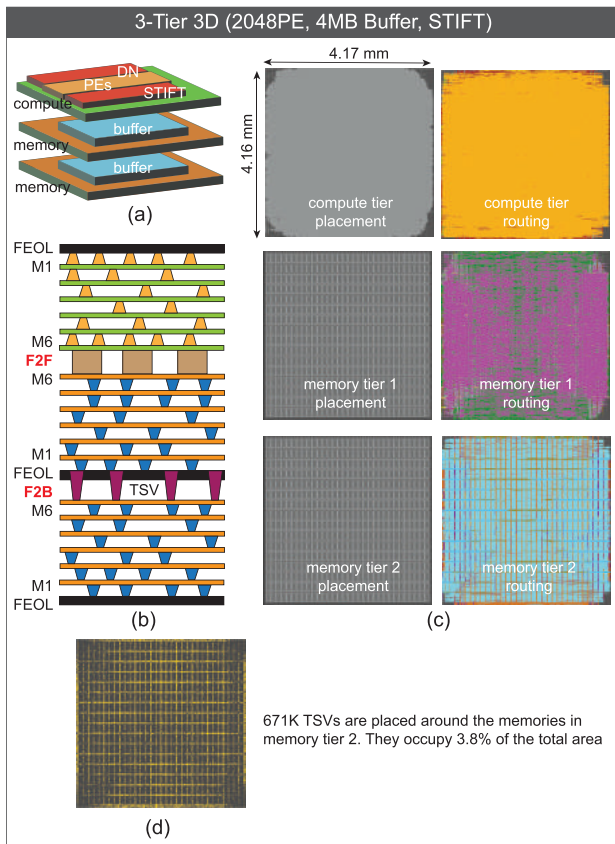 3-Tier 3D (2048PE, 4MB Buffer, STIFT)
DN
PEs
STIFT
compute
buffer
memory
buffer
memory
(a)
4.17 mm
4.16 mm
compute tier
placement
compute tier
routing
FEOL
M1
M6
F2F
M6
M1
FEOL
F2B
TSV
M6
M1
FEOL
(b)
memory tier 1
placement
memory tier 1
routing
memory tier 2
placement
memory tier 2
routing
(c)
671K TSVs are placed around the memories in
memory tier 2. They occupy 3.8% of the total area
(d)